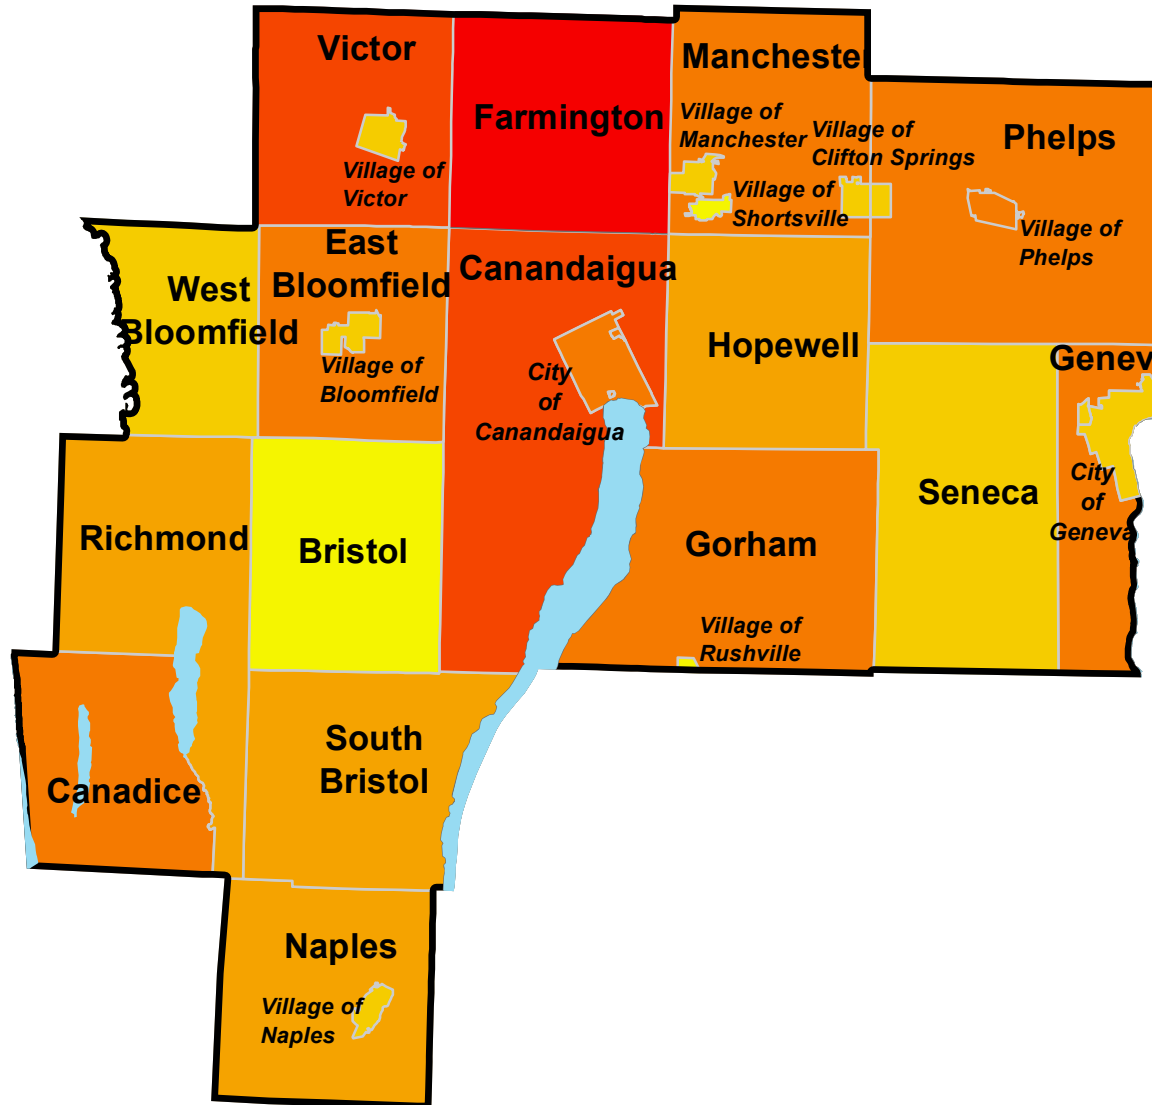 Victor
Farmington
Manchester
Phelps
Village of
Manchester
Village of
Clifton Springs
Village of
Victor
Village of
Shortsville
Village of
Phelps
East
Bloomfield
Canandaigua
West
Bloomfield
Hopewell
Geneva
Village of
Bloomfield
City
of
Canandaigua
Seneca
City
of
Geneva
Richmond
Bristol
Gorham
Village of
Rushville
South
Bristol
Canadice
Naples
Village of
Naples